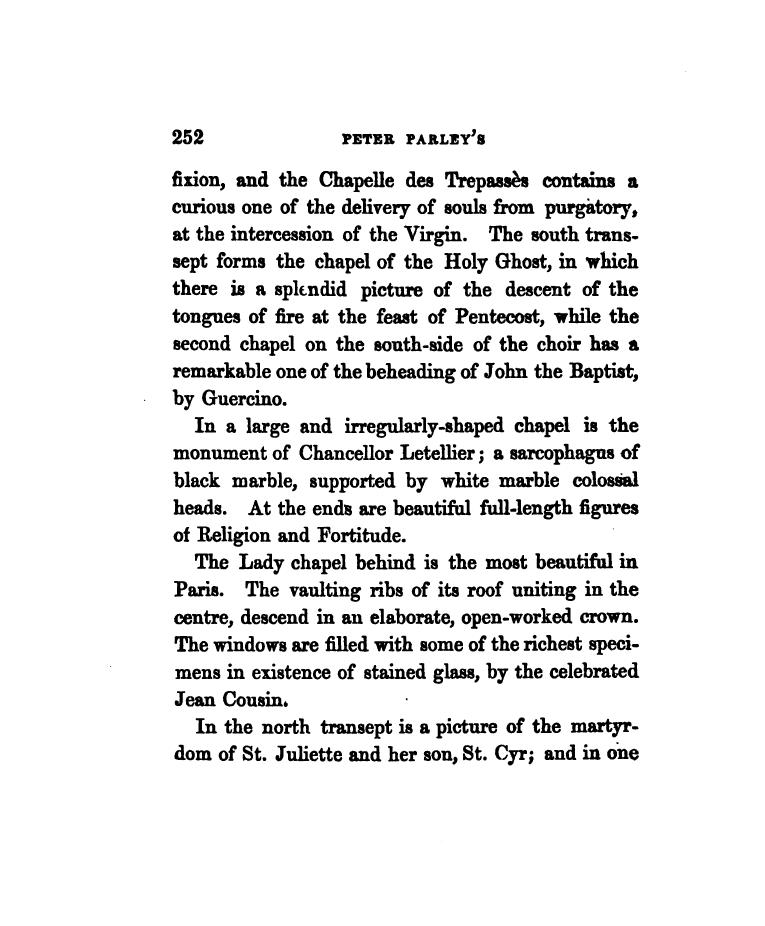 252 PETER PARLEY'S
fixion, and the Chapelle des Trepassès contains a
curious one of the delivery of souls from purgatory,
at the intercession of the Virgin. The south trans-
sept forms the chapel of the Holy Ghost, in which
there is a splendid picture of the descent of the
tongues of fire at the feast of Pentecost, while the
second chapel on the south-side of the choir has a
remarkable one of the beheading of John the Baptist,
by Guercino.
In a large and irregularly-shaped chapel is the
monument of Chancellor Letellier; a sarcophagus of
black marble, supported by white marble colossal
heads. At the ends are beautiful full-length figures
of Religion and Fortitude.
The Lady chapel behind is the most beautiful in
Paris. The vaulting ribs of its roof uniting in the
centre, descend in an elaborate, open-worked crown.
The windows are filled with some of the richest speci-
mens in existence of stained glass, by the celebrated
Jean Cousin.
In the north transept is a picture of the martyr-
dom of St. Juliette and her son, St. Cyr; and in one